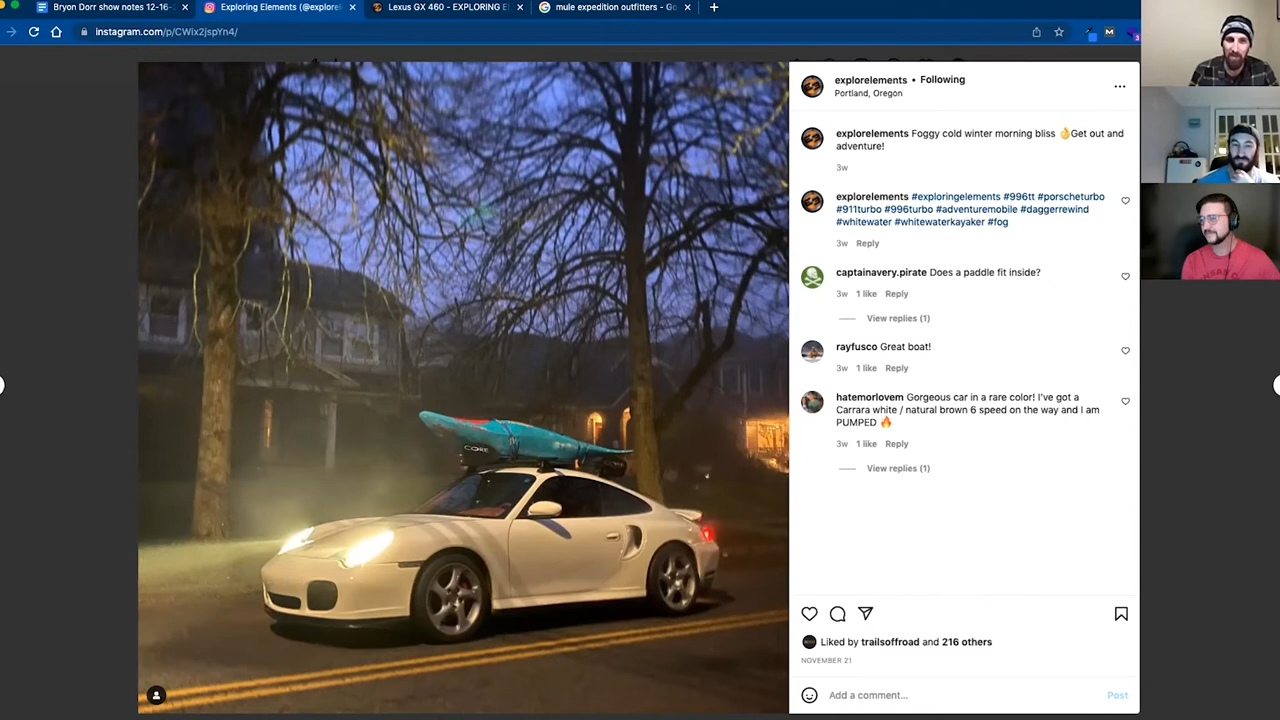 Bryon Dorr show notes 12-16-
Exploring Elements (@explore
Lexus GX 460 - EXPLORING El
mule expedition outfitters - Go
instagram.com/p/CWix2jspYn4/
M
3
explorelements • Following
Portland, Oregon
explorelements Foggy cold winter morning bliss 👌Get out and
adventure!
3w
explorelements #exploringelements #996tt #porscheturbo
#911turbo #996turbo #adventuremobile #daggerrewind
#whitewater #whitewaterkayaker #fog
3w Reply
captainavery.pirate Does a paddle fit inside?
3w 1 like Reply
View replies (1)
rayfusco Great boat!
3w 1 like Reply
hatemorlovem Gorgeous car in a rare color! I've got a
Carrara white / natural brown 6 speed on the way and I am
PUMPED 🔥
3w 1 like Reply
View replies (1)
CORE
Liked by trailsoffroad and 216 others
NOVEMBER 21
Add a comment...
Post